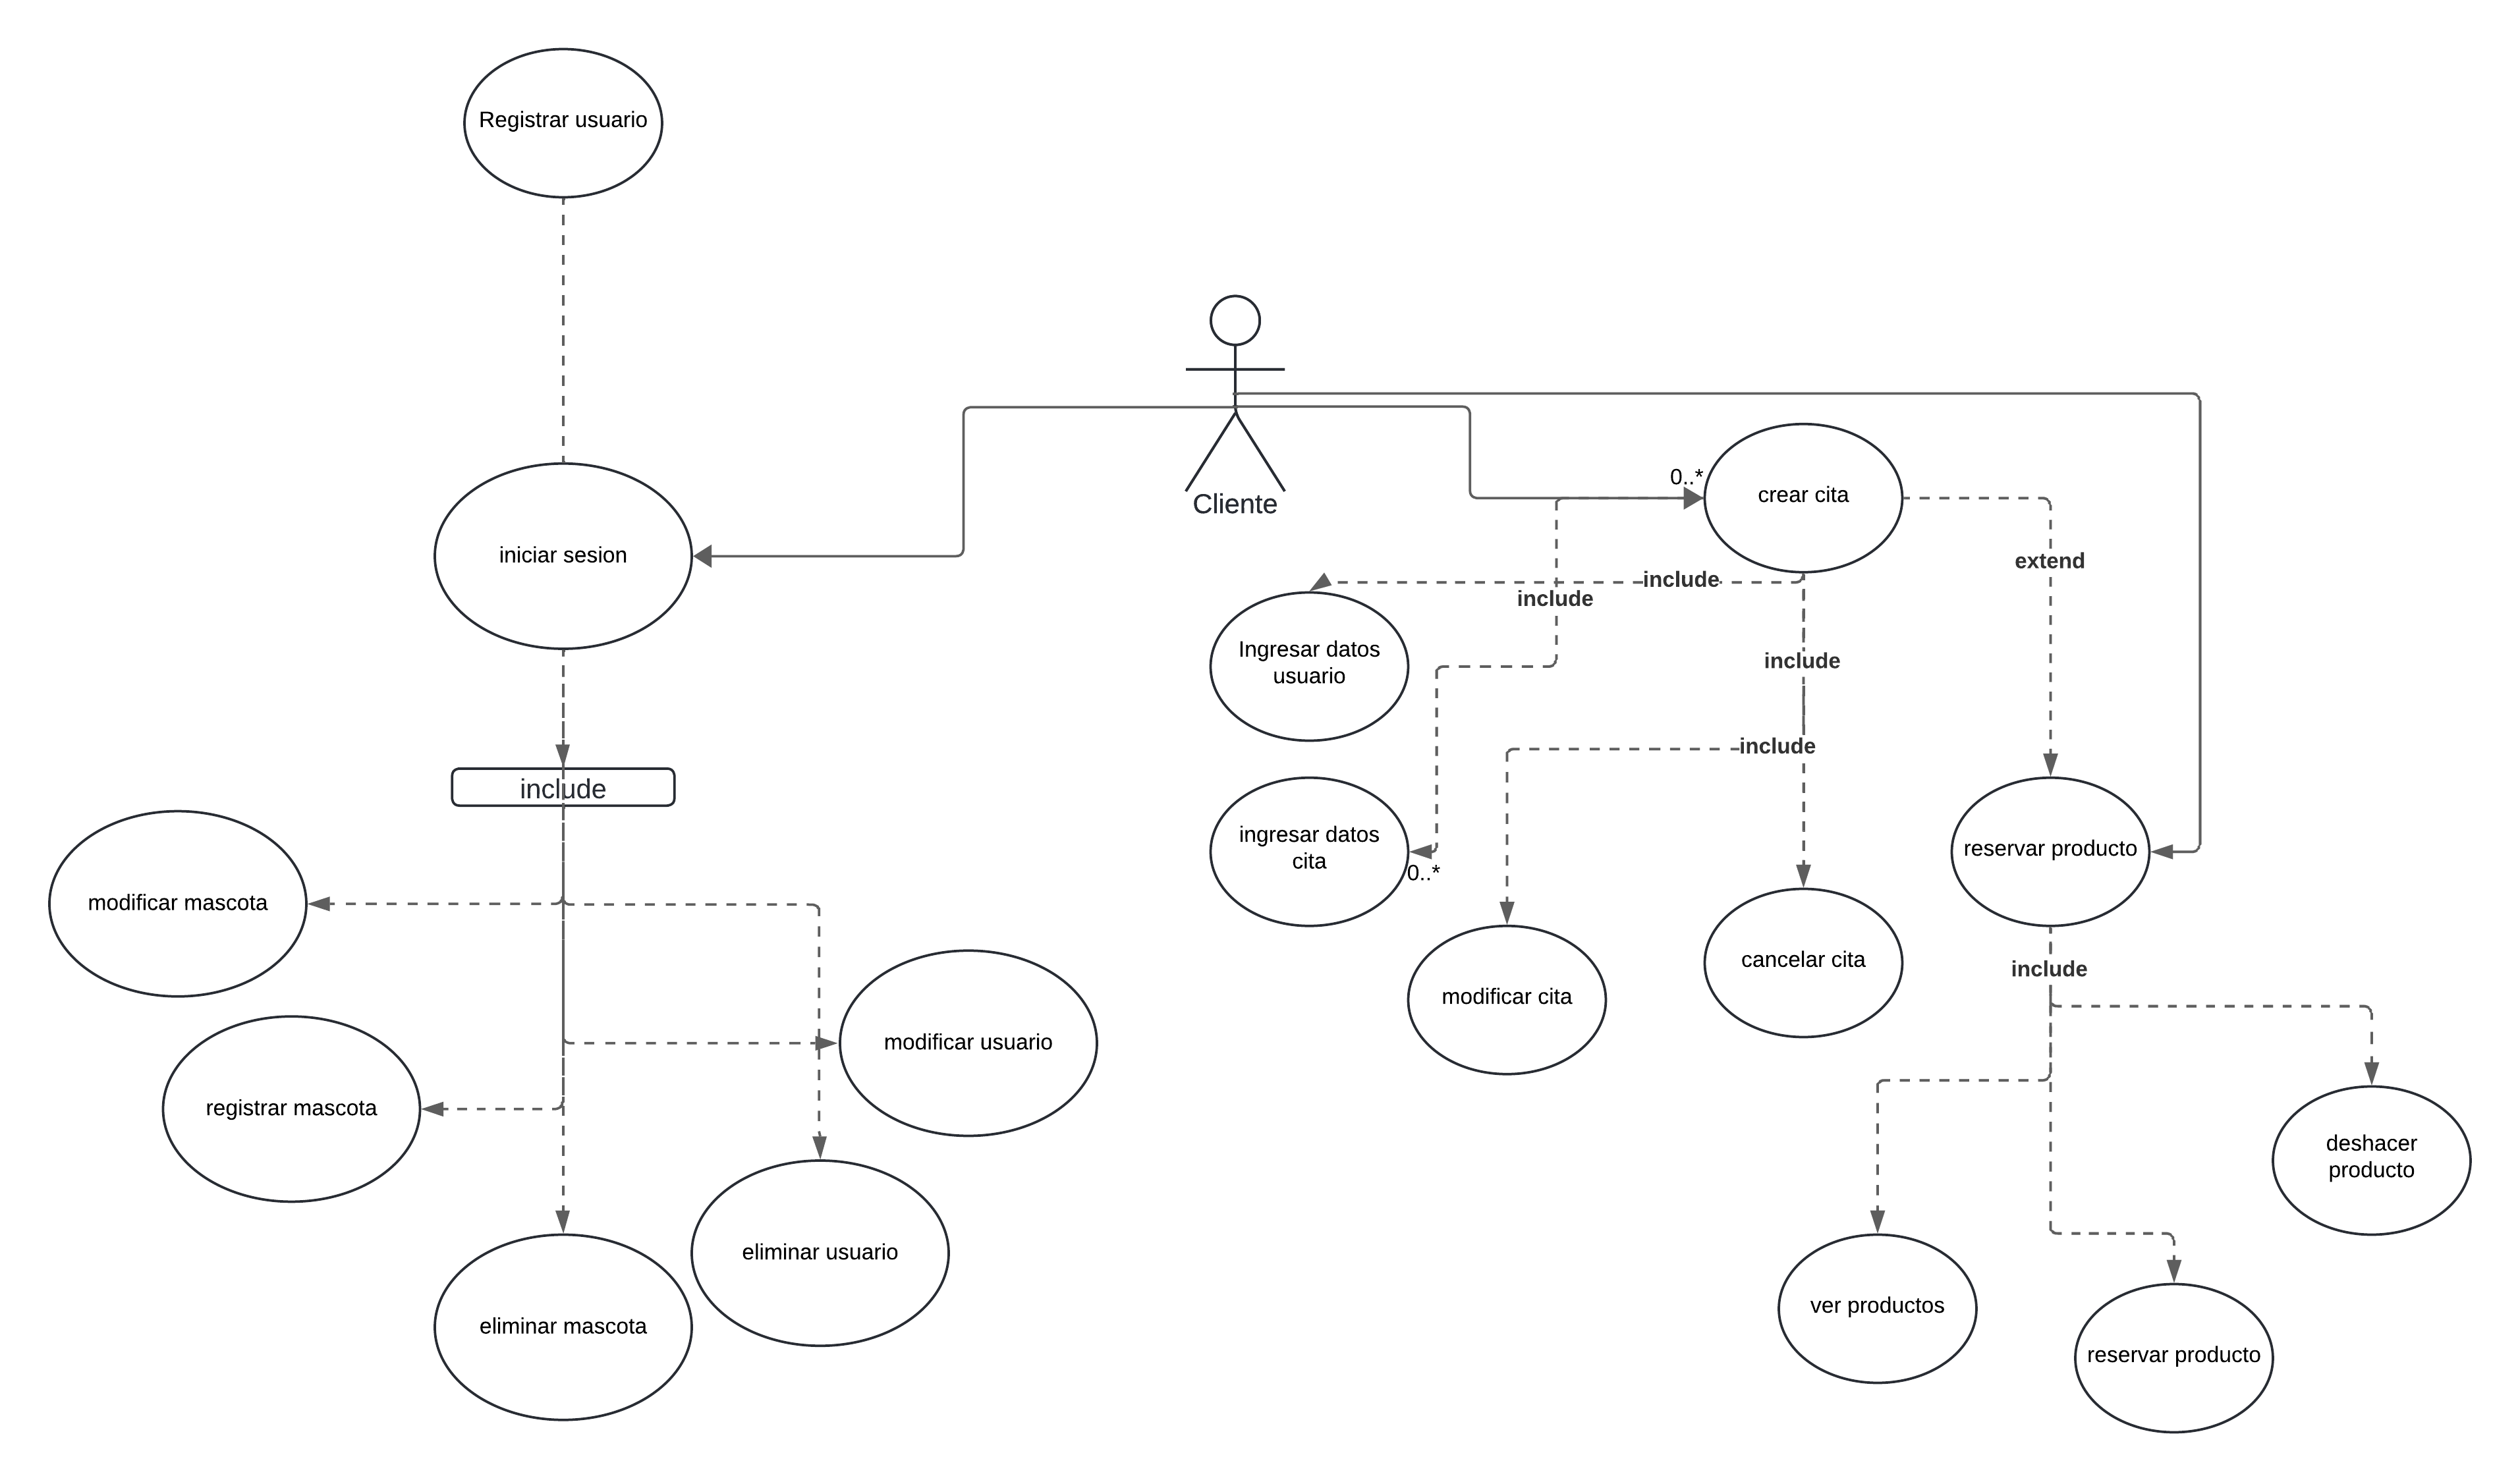 Registrar usuario
Cliente
0..*
crear cita
iniciar sesion
extend
include
include
Ingresar datos
usuario
include
include
include
ingresar datos
cita
0..*
reservar producto
modificar mascota
cancelar cita
include
modificar cita
modificar usuario
registrar mascota
deshacer
producto
eliminar usuario
ver productos
eliminar mascota
reservar producto